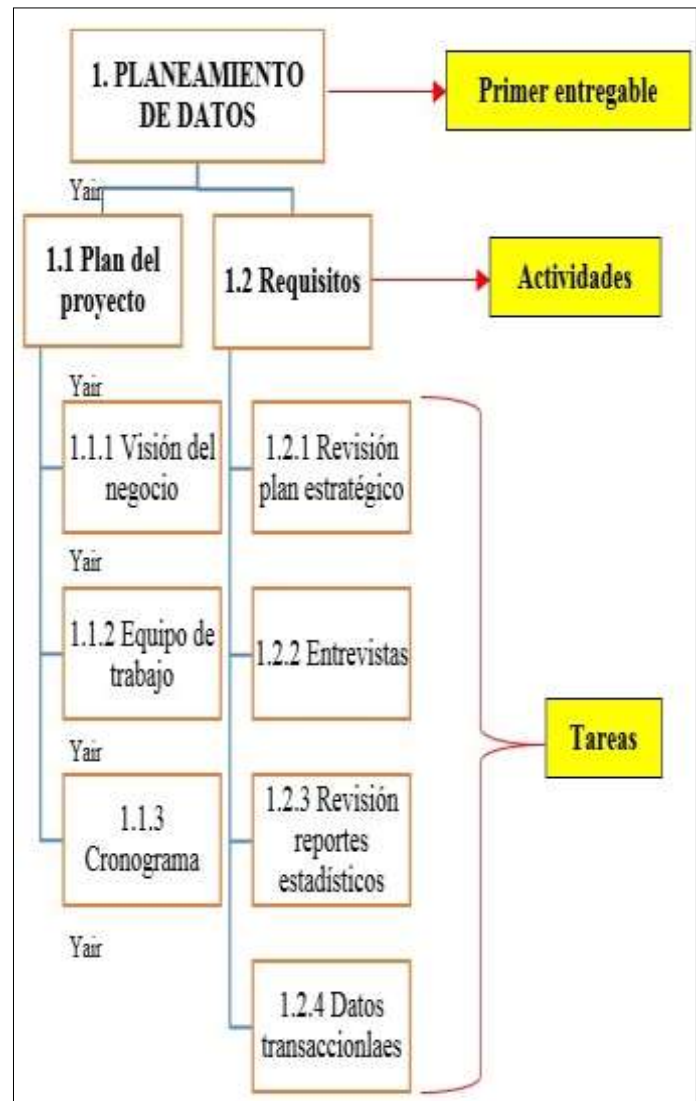 1. PLANEAMIENTO
DE DATOS
Primer entregable
Yair
1.1 Plan del
proyecto
1.2 Requisitos
Actividades
Yair
1.1.1 Visión del
negocio
1.2.1 Revisión
plan estratégico
Yair
1.1.2 Equipo de
trabajo
1.2.2 Entrevistas
Tareas
Yair
1.1.3
Cronograma
1.2.3 Revisión
reportes
estadísticos
Yair
1.2.4 Datos
transaccionlaes